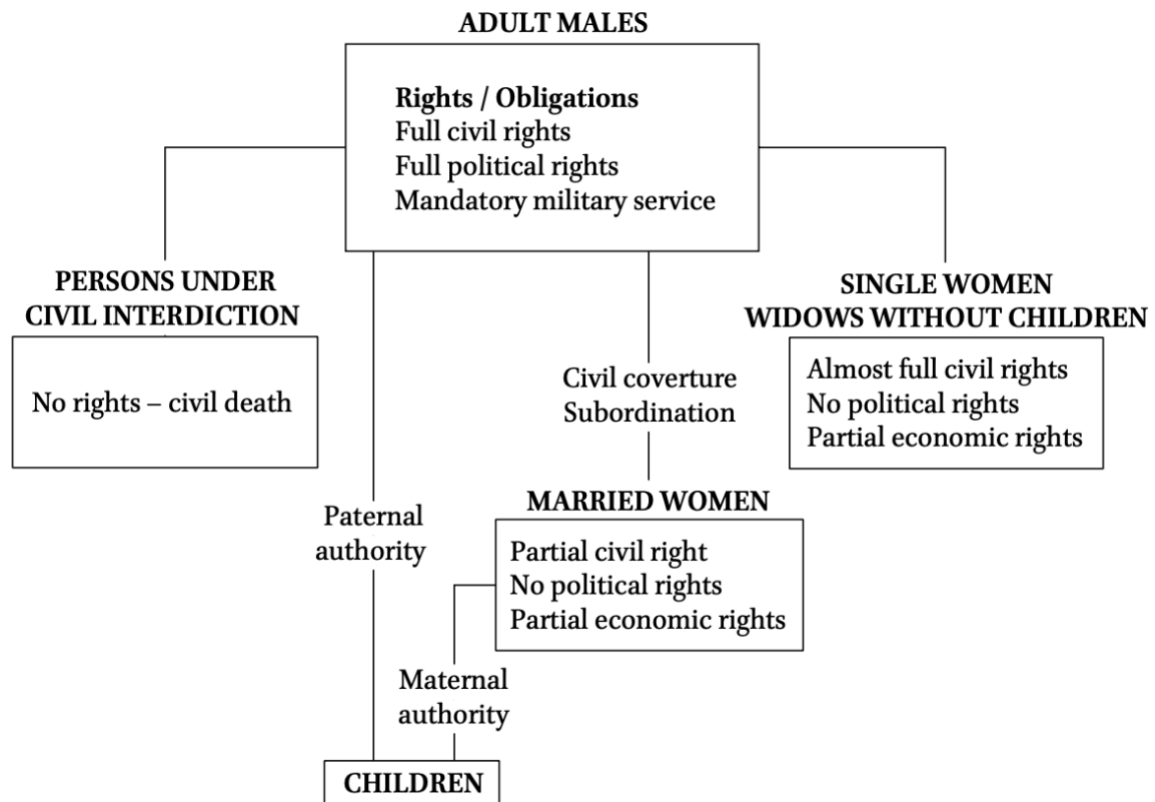 ADULT MALES
Rights / Obligations
Full civil rights
Full political rights
Mandatory military service
PERSONS UNDER
CIVIL INTERDICTION
No rights – civil death
SINGLE WOMEN
WIDOWS WITHOUT CHILDREN
Almost full civil rights
No political rights
Partial economic rights
Civil coverture
Subordination
MARRIED WOMEN
Partial civil right
No political rights
Partial economic rights
Paternal
authority
Maternal
authority
CHILDREN